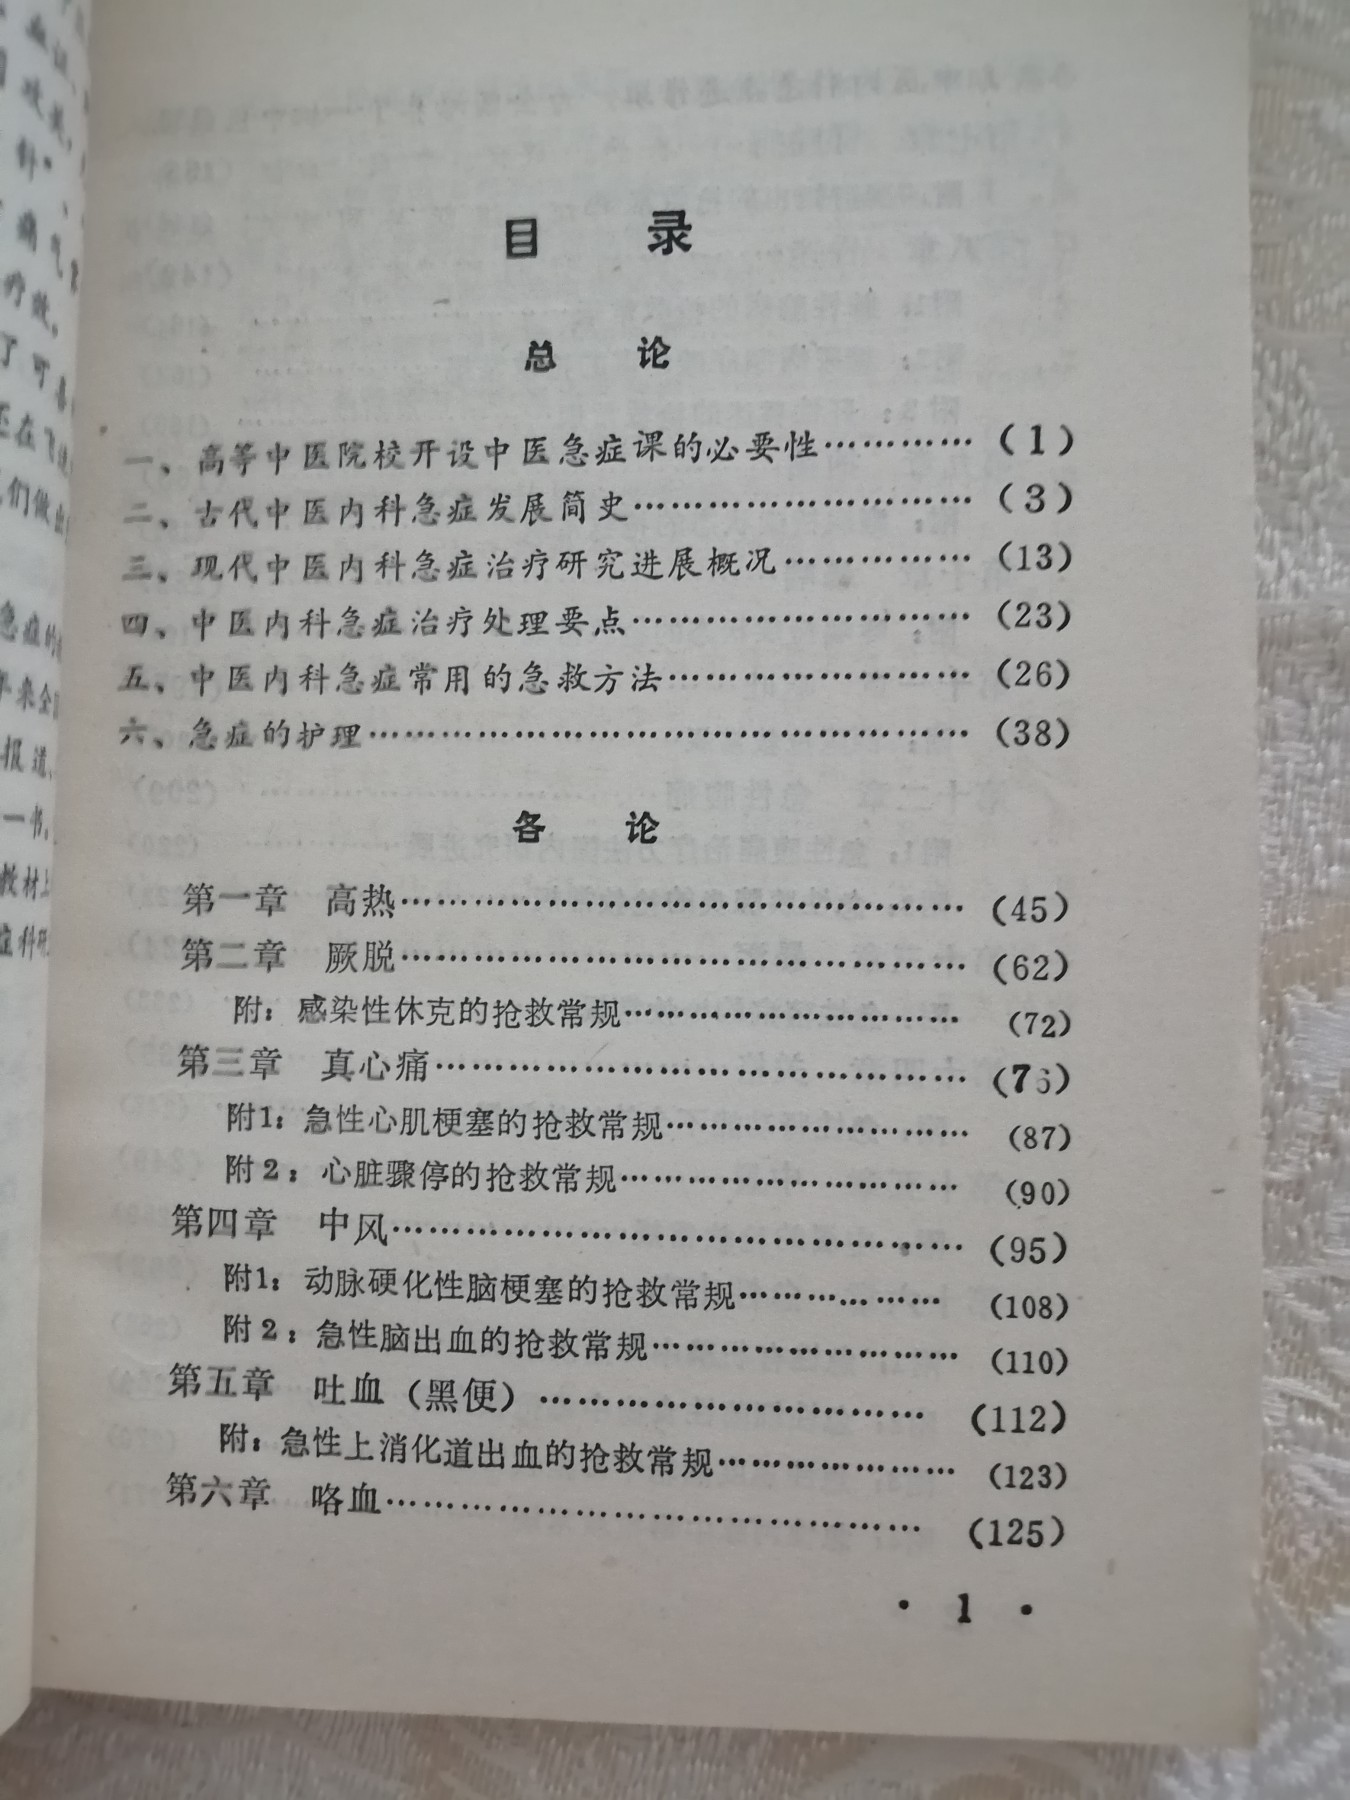 目 录
总 论
一、高等中医院校开设中医急症课的必要性…………（1）
二、古代中医内科急症发展简史…………………………（3）
三、现代中医内科急症治疗研究进展概况……………（13）
四、中医内科急症治疗处理要点…………………………（23）
五、中医内科急症常用的急救方法………………………（26）
六、急症的护理………………………………………………（38）
各 论
第一章 高热…………………………………………（45）
第二章 厥脱…………………………………………（62）
附：感染性休克的抢救常规…………………………（72）
第三章 真心痛………………………………………（76）
附1：急性心肌梗塞的抢救常规………………………（87）
附2：心脏骤停的抢救常规…………………………（90）
第四章 中风…………………………………………（95）
附1：动脉硬化性脑梗塞的抢救常规………………（108）
附2：急性脑出血的抢救常规………………………（110）
第五章 吐血（黑便）……………………………（112）
附：急性上消化道出血的抢救常规…………………（123）
第六章 咯血…………………………………………（125）
• 1 •